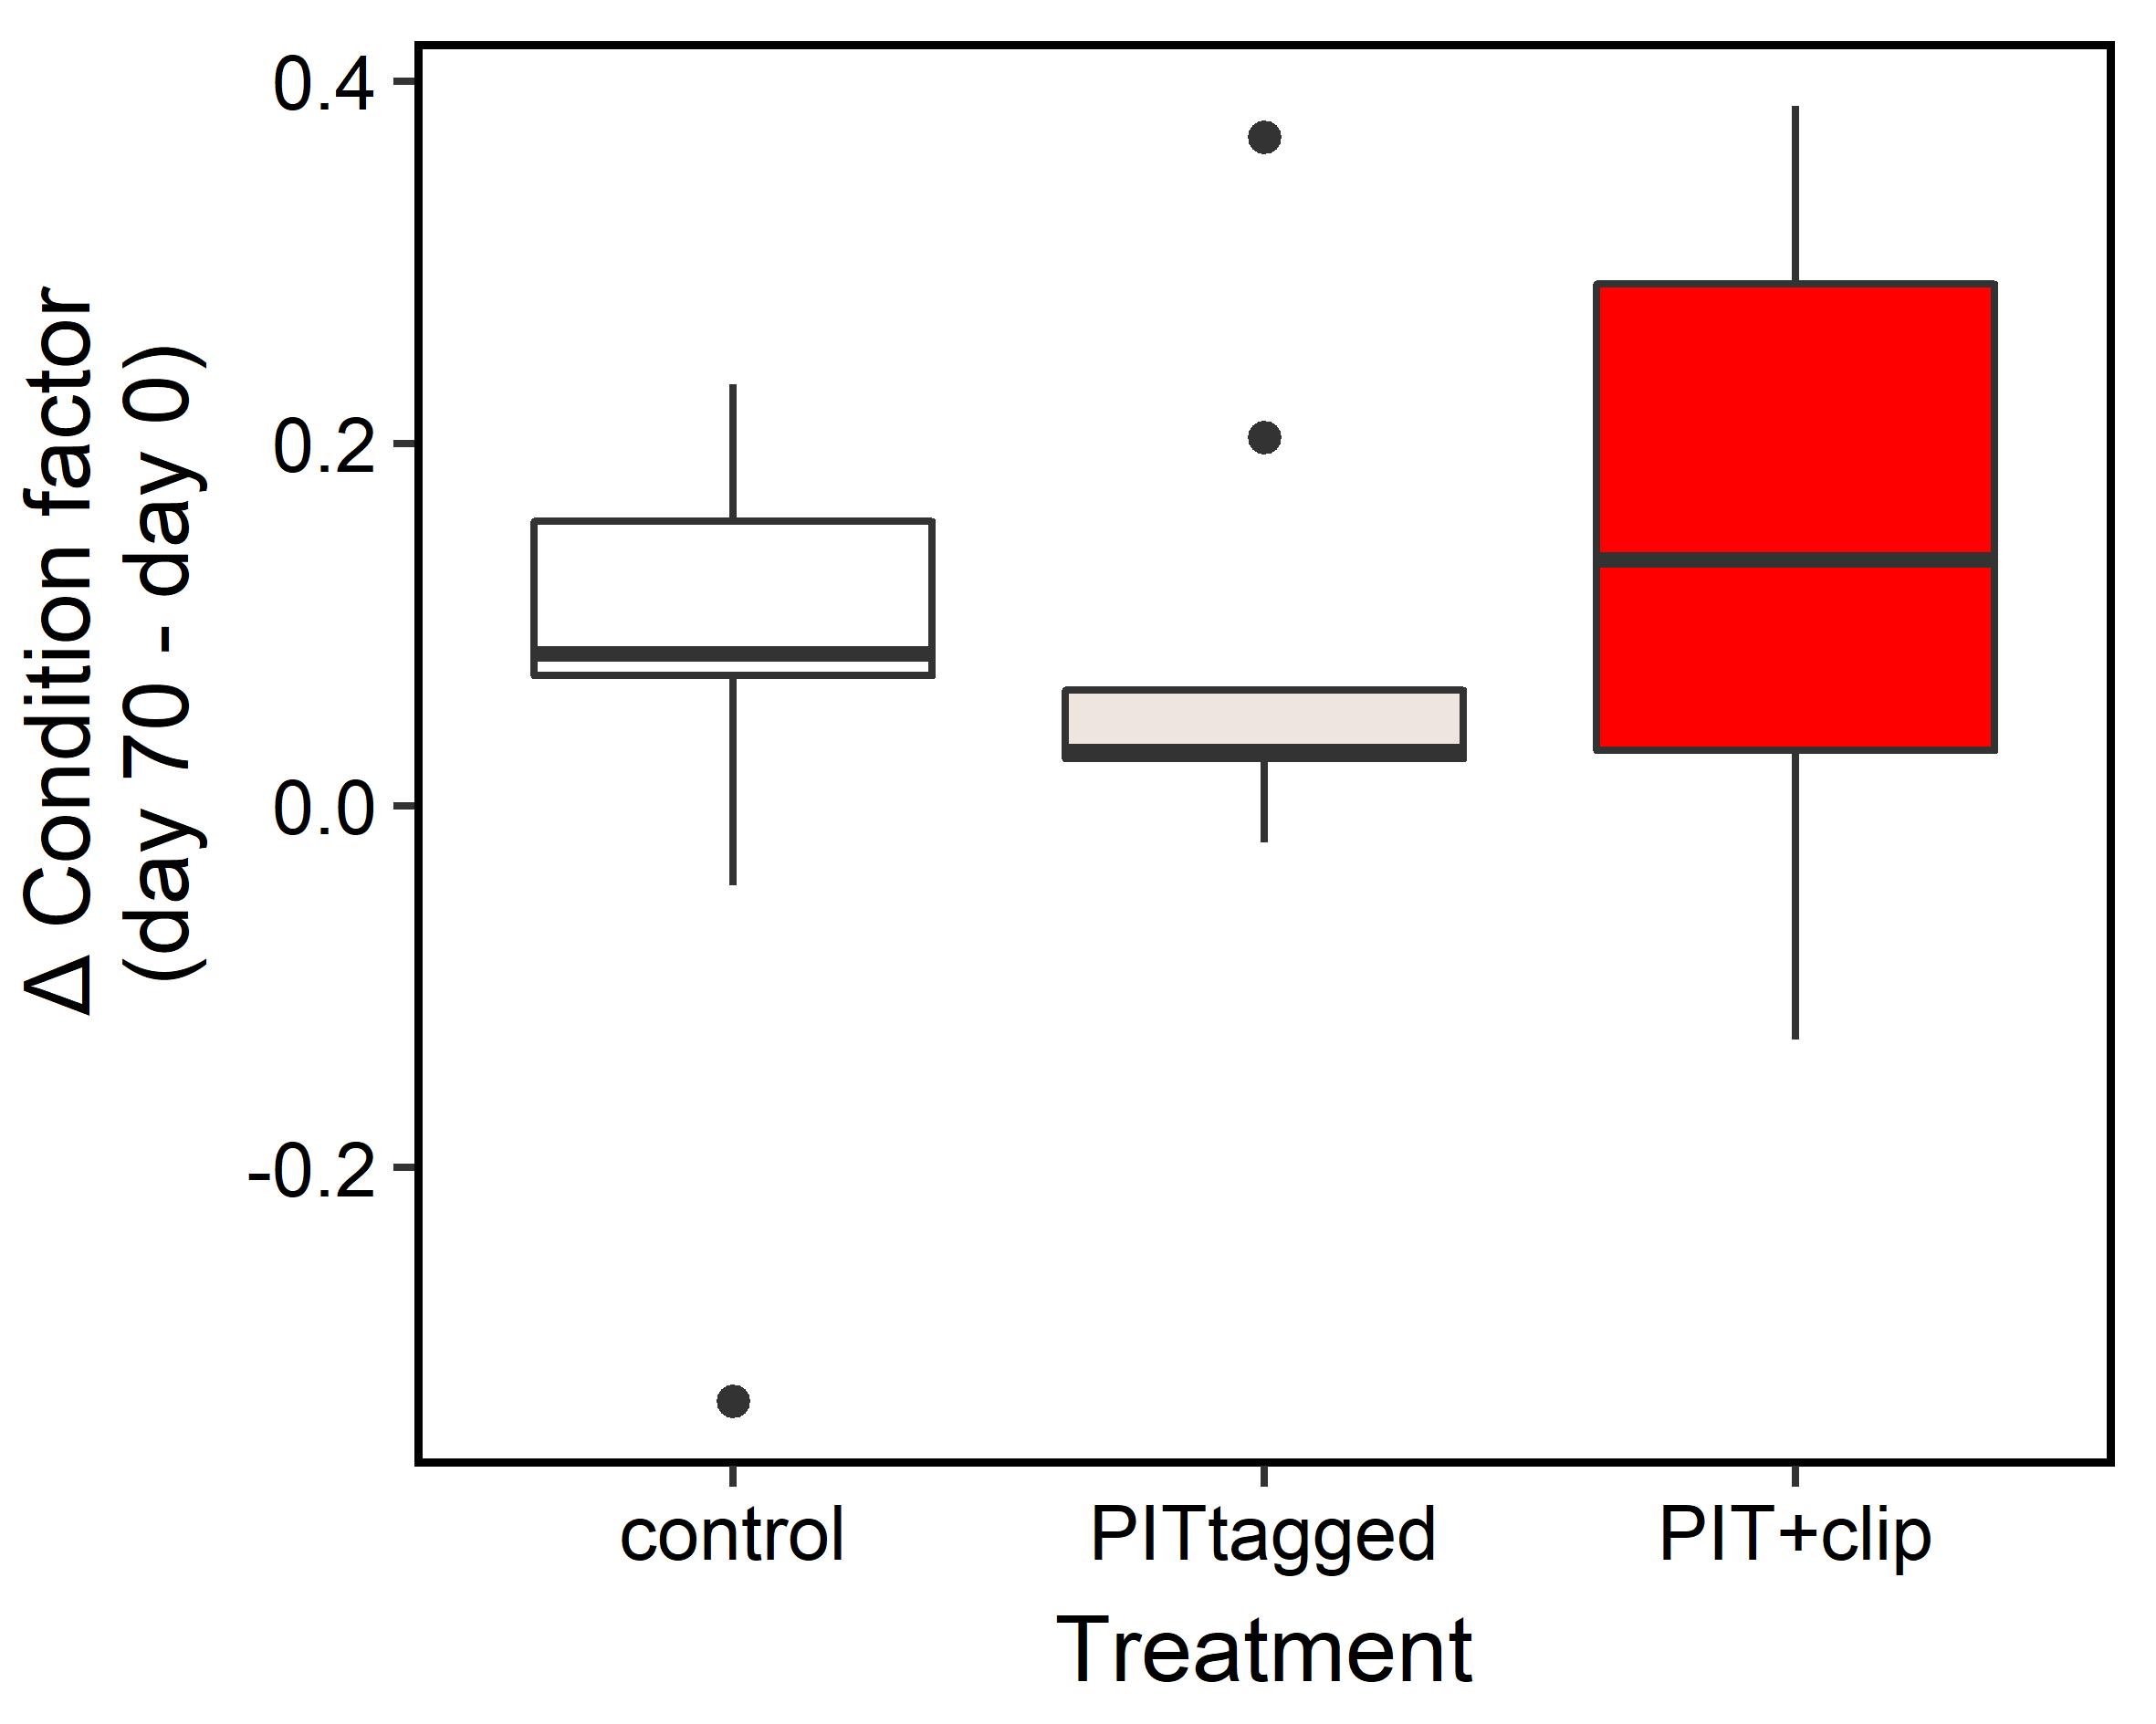 Δ Condition factor
(day 70 - day 0)
0.4
0.2
0.0
-0.2
control PITtagged PIT+clip
Treatment